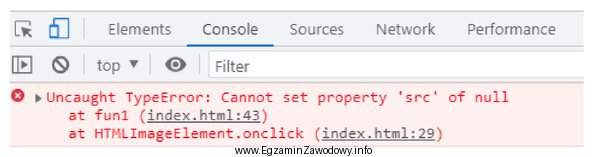 Elements Console Sources Network Performance
top ▼ Filter
Uncaught TypeError: Cannot set property 'src' of null
at fun1 (index.html:43)
at HTMLImageElement.onclick (index.html:29)
www.EgzaminZawodowy.info